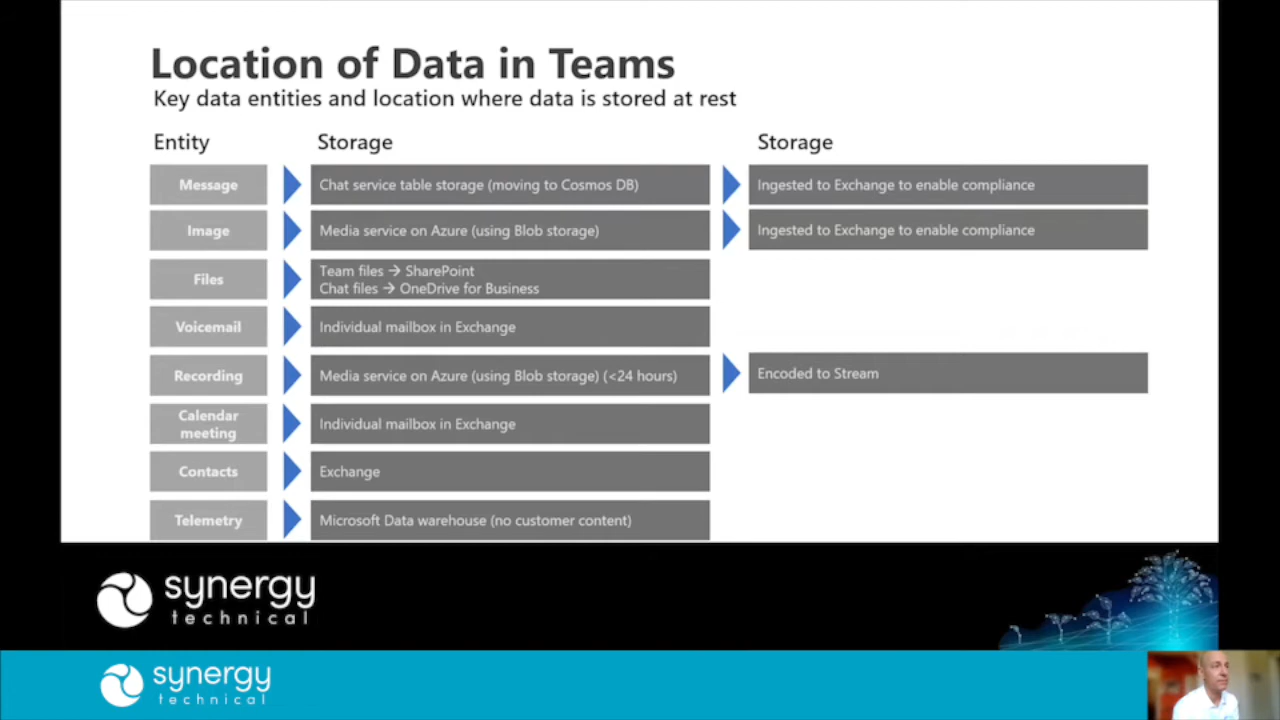 Location of Data in Teams
Key data entities and location where data is stored at rest
Entity
Storage
Storage
Message
Chat service table storage (moving to Cosmos DB)
Ingested to Exchange to enable compliance
Image
Media service on Azure (using Blob storage)
Ingested to Exchange to enable compliance
Files
Team files → SharePoint
Chat files → OneDrive for Business
Voicemail
Individual mailbox in Exchange
Recording
Media service on Azure (using Blob storage) (<24 hours)
Encoded to Stream
Calendar
meeting
Individual mailbox in Exchange
Contacts
Exchange
Telemetry
Microsoft Data warehouse (no customer content)
synergy
technical
synergy
technical